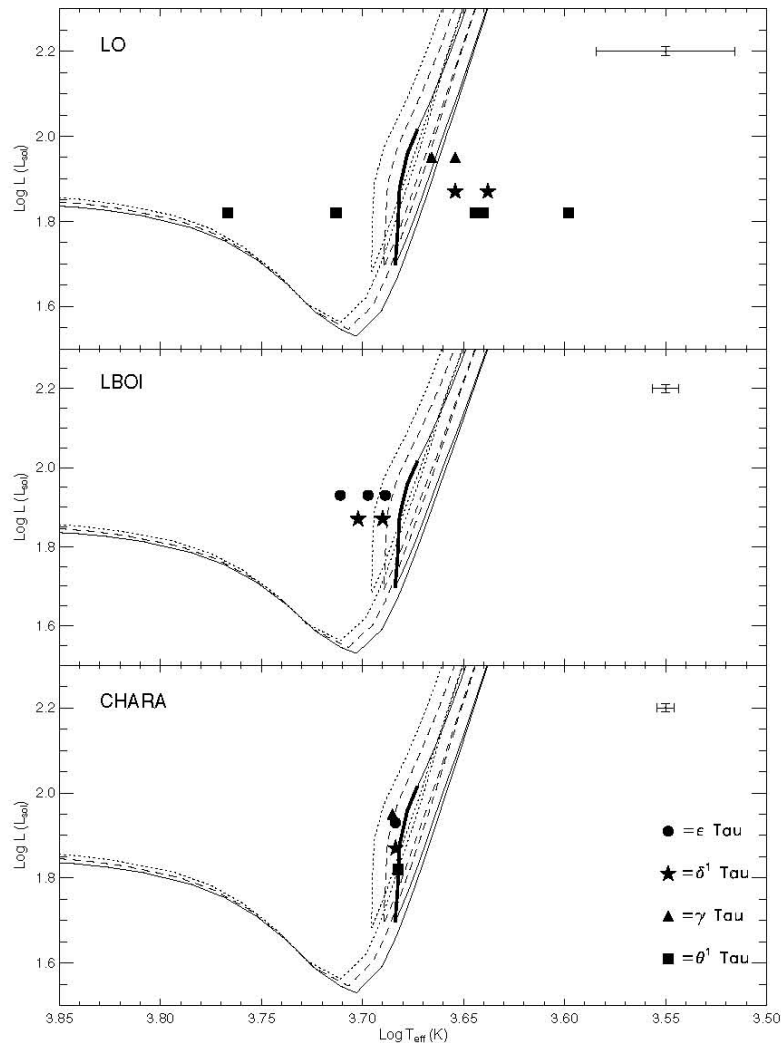 LO
2.2
2.0
1.8
1.6
Log L (L_sol)
LBOI
2.2
2.0
1.8
1.6
Log L (L_sol)
CHARA
2.2
2.0
1.8
1.6
Log L (L_sol)
● =ε Tau
★ =δ¹ Tau
▲ =γ Tau
■ =θ¹ Tau
3.85 3.80 3.75 3.70 3.65 3.60 3.55 3.50
Log T_eff (K)